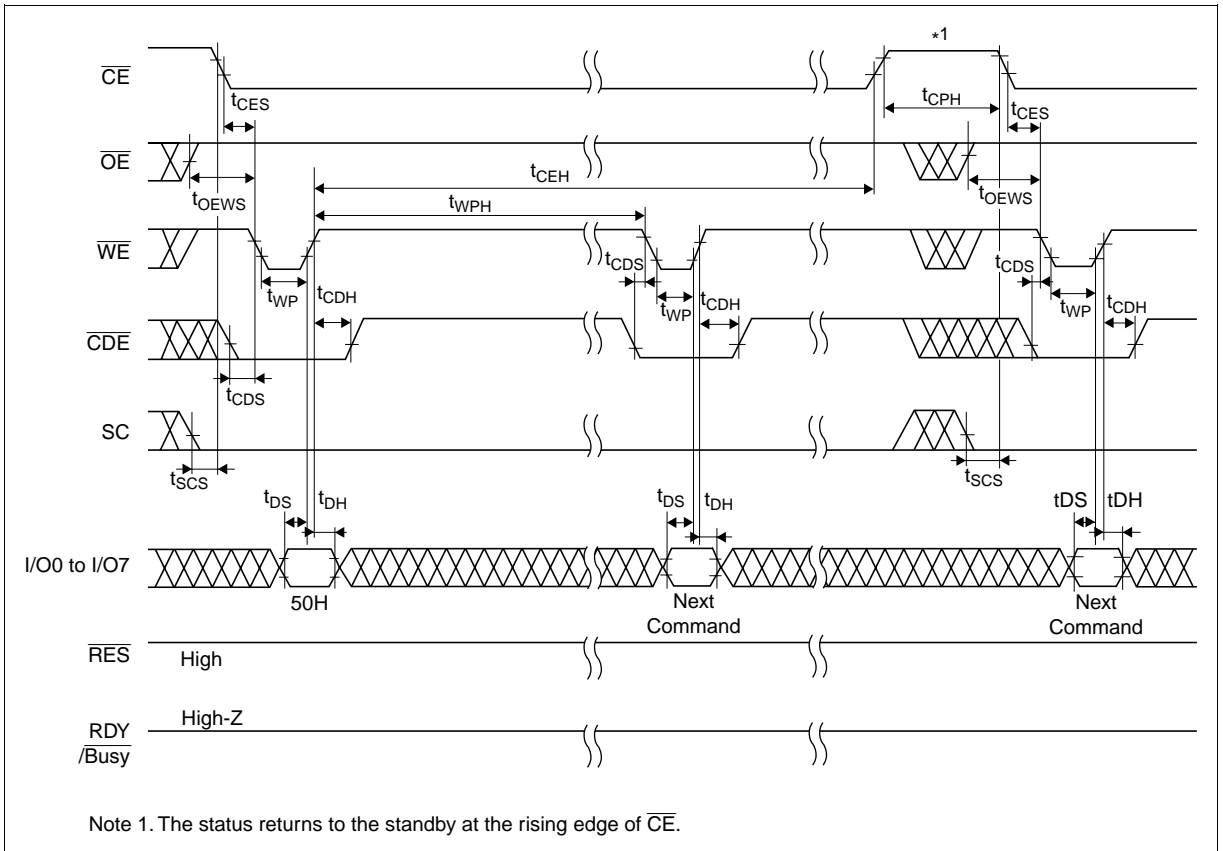 *1
CE
tCPH
tCES
tCES
OE
tCEH
tOEWS
tOEWS
tWPH
WE
tCDS
tCDS
tWP
tCDH
tWP
tCDH
tWP
tCDH
CDE
tCDS
SC
tSCS
tSCS
tDS
tDH
tDS
tDH
tDS
tDH
I/O0 to I/O7
50H
Next
Command
Next
Command
RES
High
High-Z
RDY
/Busy
Note 1. The status returns to the standby at the rising edge of CE.